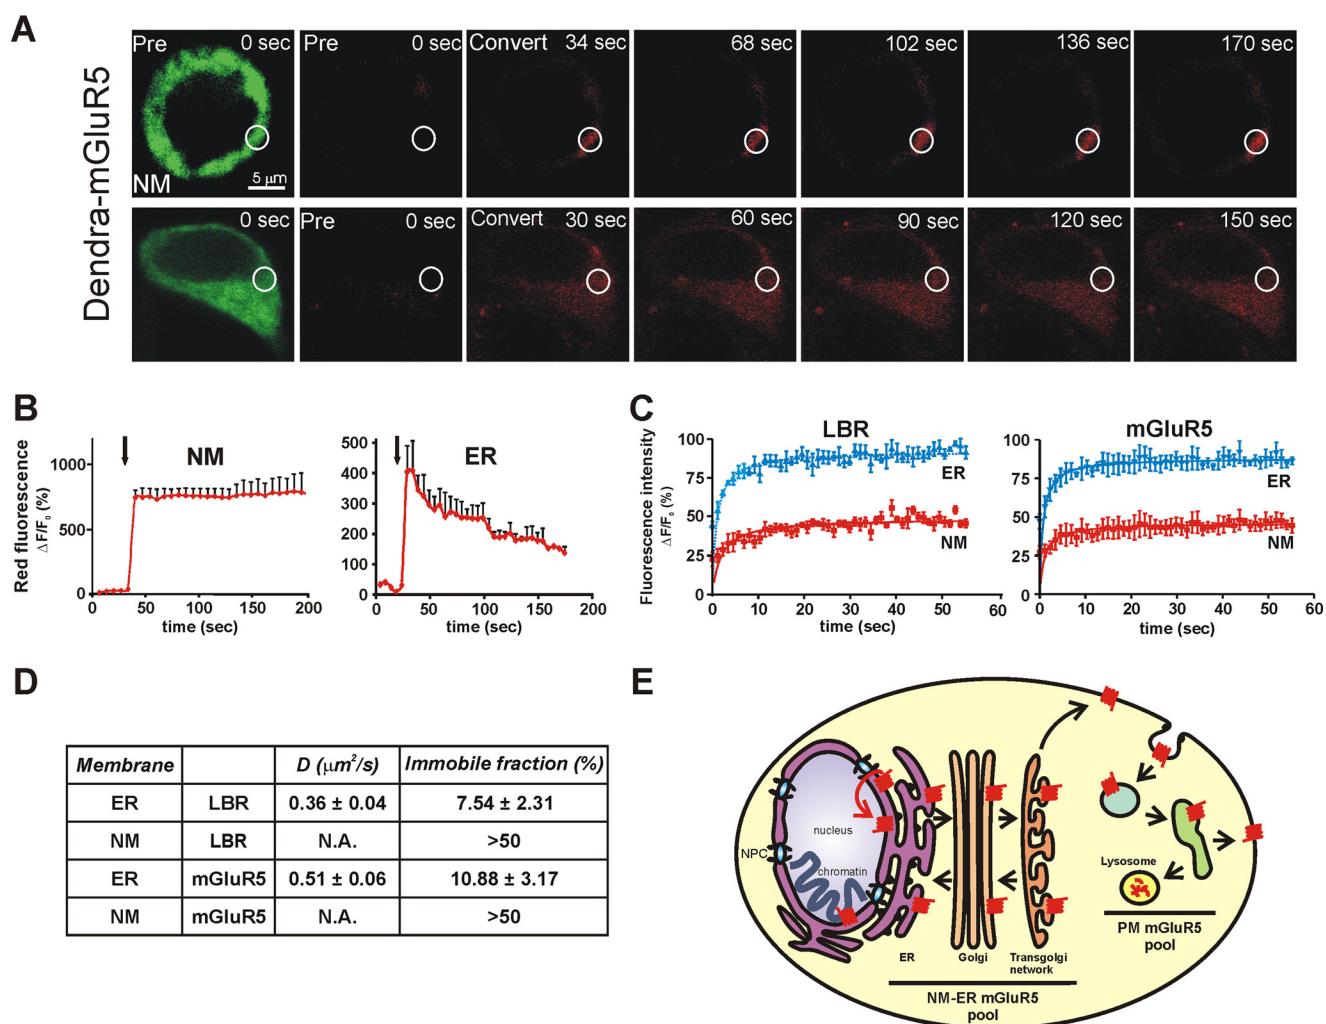 A
Dendra-mGluR5
Pre 0 sec
NM
5 μm
Pre 0 sec
Convert 34 sec
68 sec
102 sec
136 sec
170 sec
0 sec
Pre 0 sec
Convert 30 sec
60 sec
90 sec
120 sec
150 sec
B
Red fluorescence
Δ F/F₀ (%)
NM
1000
500
0
0 50 100 150 200
time (sec)
ER
500
400
300
200
100
0
0 50 100 150 200
time (sec)
C
Fluorescence intensity
Δ F/F₀ (%)
LBR
100
75
50
25
0
ER
NM
0 10 20 30 40 50 60
time (sec)
mGluR5
100
75
50
25
0
ER
NM
0 10 20 30 40 50 60
time (sec)
D
Membrane D (μm²/s) Immobile fraction (%)
ER LBR 0.36 ± 0.04 7.54 ± 2.31
NM LBR N.A. >50
ER mGluR5 0.51 ± 0.06 10.88 ± 3.17
NM mGluR5 N.A. >50
E
nucleus
NPC
chromatin
ER
Golgi
Transgolgi
network
NM-ER mGluR5
pool
Lysosome
PM mGluR5
pool